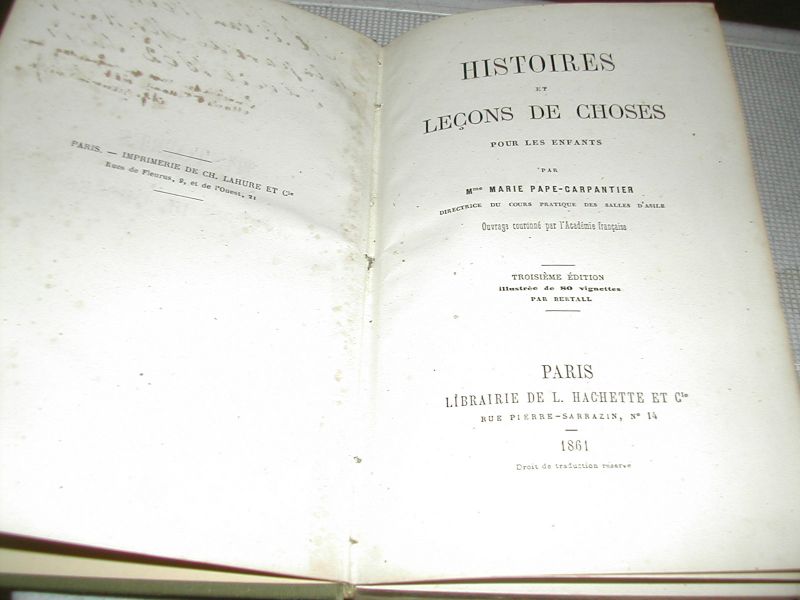 PARIS. — IMPRIMERIE DE CH. LAHURE ET Cie
Rues de Fleurus, 9, et de l'Ouest, 21
HISTOIRES
ET
LEÇONS DE CHOSES
POUR LES ENFANTS
PAR
Mme MARIE PAPE-CARPANTIER
DIRECTRICE DU COURS PRATIQUE DES SALLES D'ASILE
Ouvrage couronné par l'Académie française
TROISIÈME ÉDITION
illustrée de 80 vignettes
PAR BERTALL
PARIS
LIBRAIRIE DE L. HACHETTE ET Cie
RUE PIERRE-SARRAZIN, N° 14
1861
Droit de traduction réservé